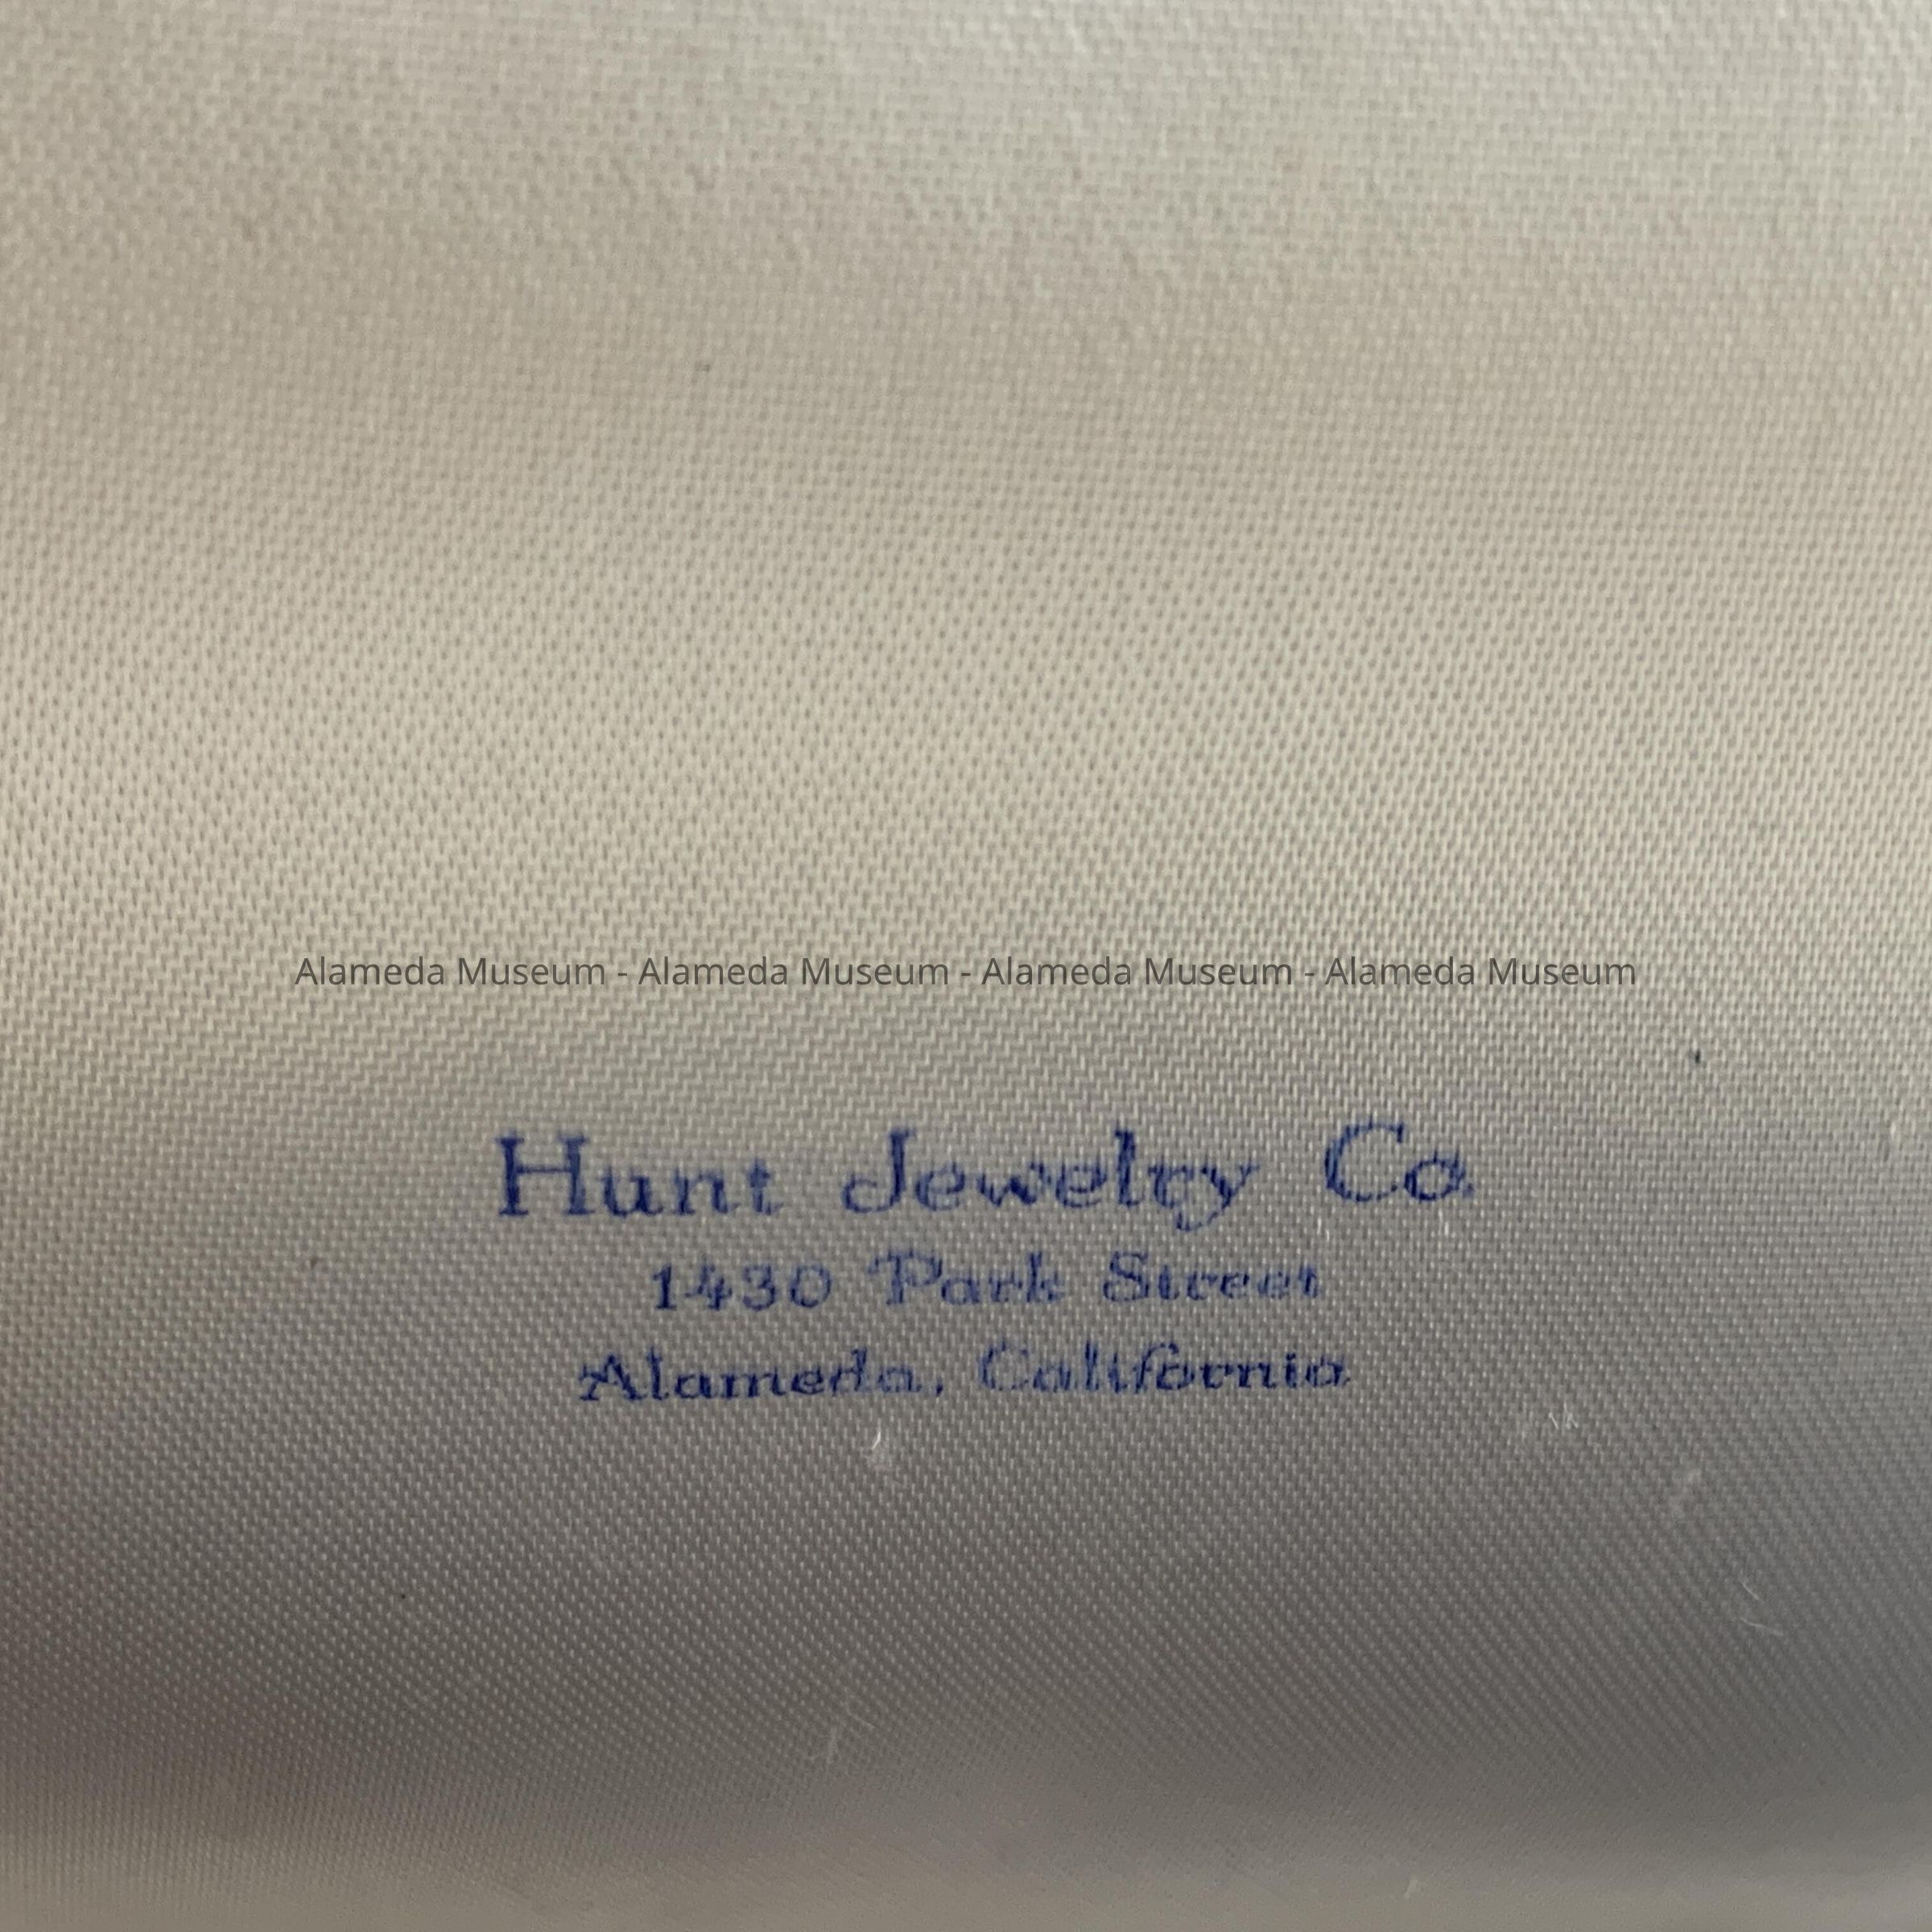 Alameda Museum - Alameda Museum - Alameda Museum - Alameda Museum
Hunt Jewelry Co.
1430 Park Street
Alameda, California